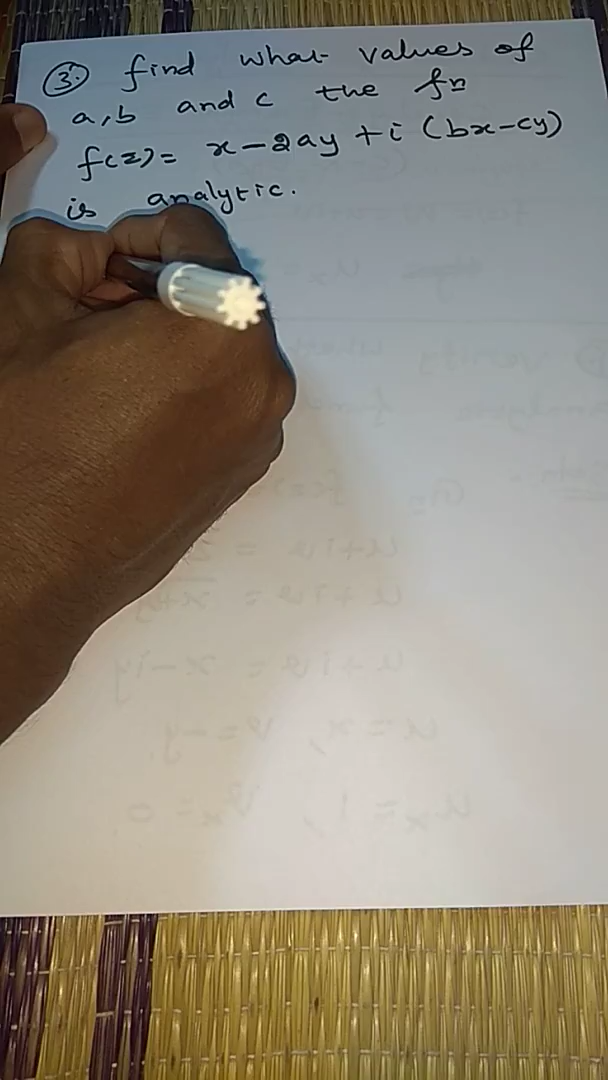 ③. find what values of
a,b and c the fn
f(z)= x-2ay +i (bx-cy)
is analytic.